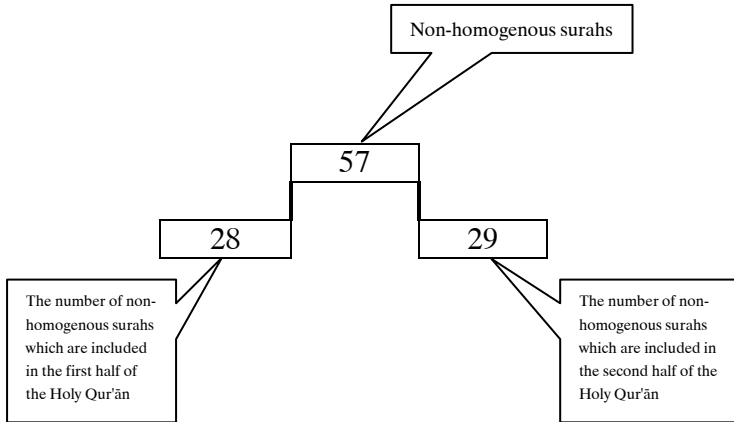 Non-homogenous surahs
57
28
29
The number of non-
homogenous surahs
which are included
in the first half of
the Holy Qur'ān
The number of non-
homogenous surahs
which are included in
the second half of the
Holy Qur'ān